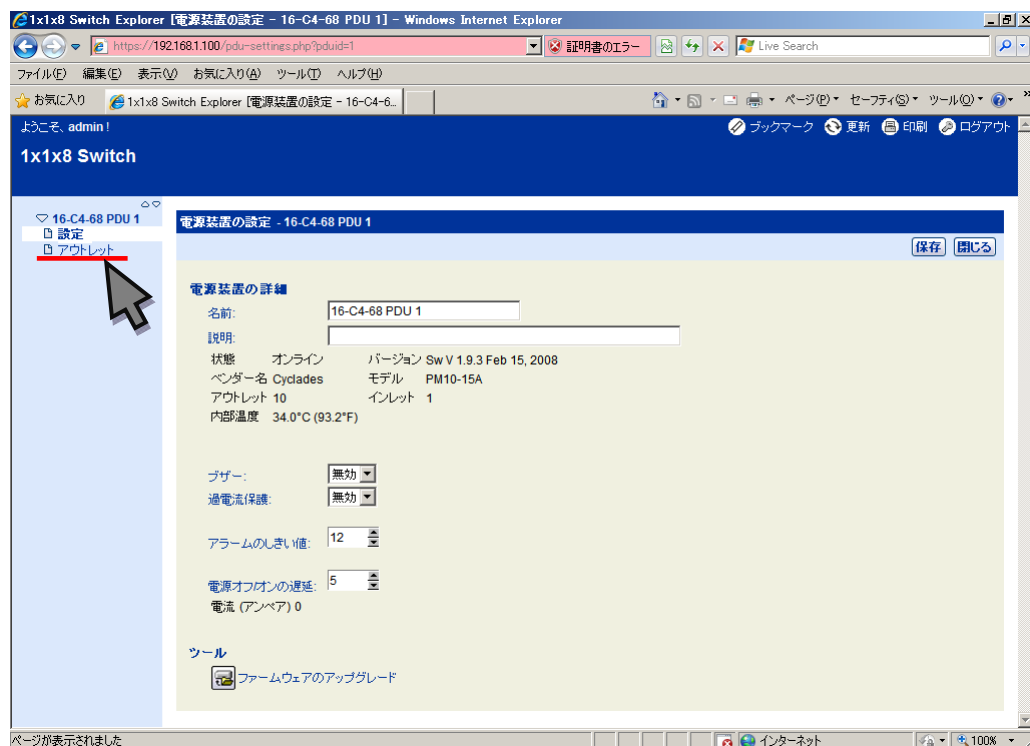 1x1x8 Switch Explorer [電源装置の設定 - 16-C4-68 PDU 1] - Windows Internet Explorer
https://192.168.1.100/pdu-settings.php?pduid=1 証明書のエラー Live Search
ファイル(F) 編集(E) 表示(V) お気に入り(A) ツール(T) ヘルプ(H)
お気に入り 1x1x8 Switch Explorer [電源装置の設定 - 16-C4-6... ページ(P) セーフティ(S) ツール(O) »
ようこそ、admin ! ブックマーク 更新 印刷 ログアウト
1x1x8 Switch
16-C4-68 PDU 1
設定
アウトレット
電源装置の設定 - 16-C4-68 PDU 1
保存 閉じる
電源装置の詳細
名前: 16-C4-68 PDU 1
説明:
状態 オンライン バージョン Sw V 1.9.3 Feb 15, 2008
ベンダー名 Cyclades モデル PM10-15A
アウトレット 10 インレット 1
内部温度 34.0°C (93.2°F)
ブザー: 無効
過電流保護: 無効
アラームのしきい値: 12
電源オフ/オンの遅延: 5
電流 (アンペア) 0
ツール
ファームウェアのアップグレード
ページが表示されました インターネット 100%